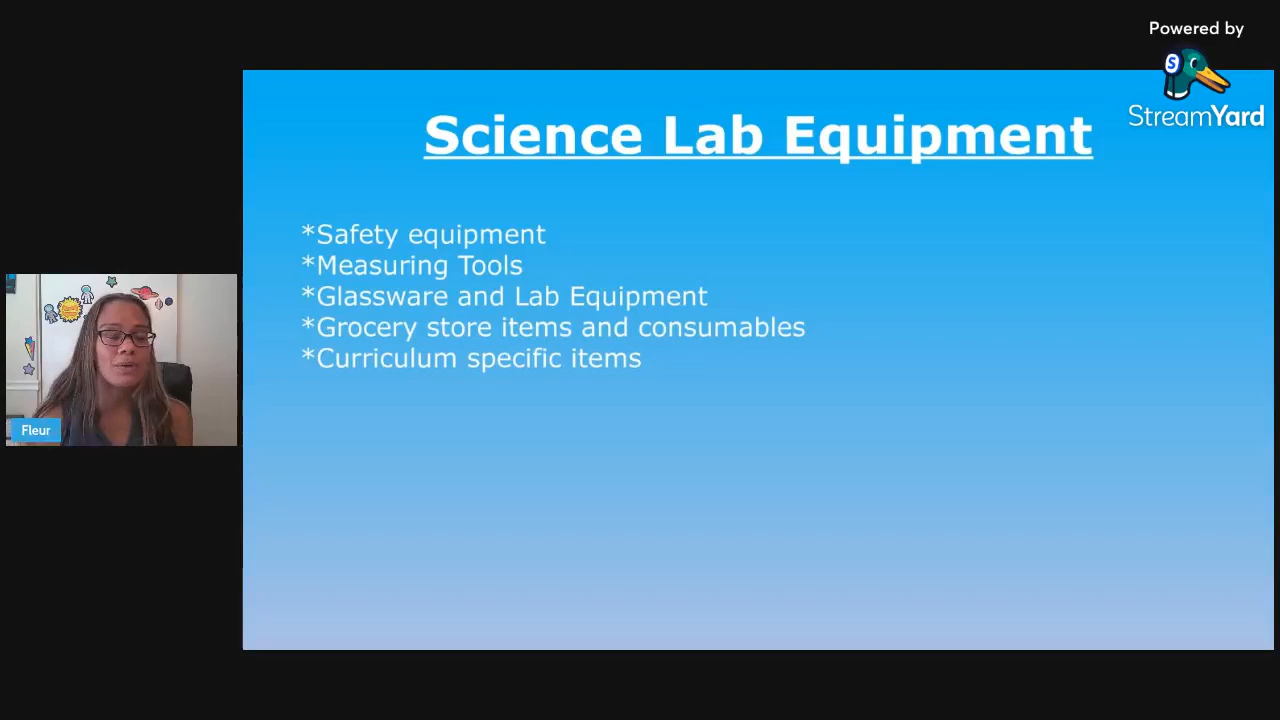 Powered by
StreamYard
Science Lab Equipment
*Safety equipment
*Measuring Tools
*Glassware and Lab Equipment
*Grocery store items and consumables
*Curriculum specific items
Fleur